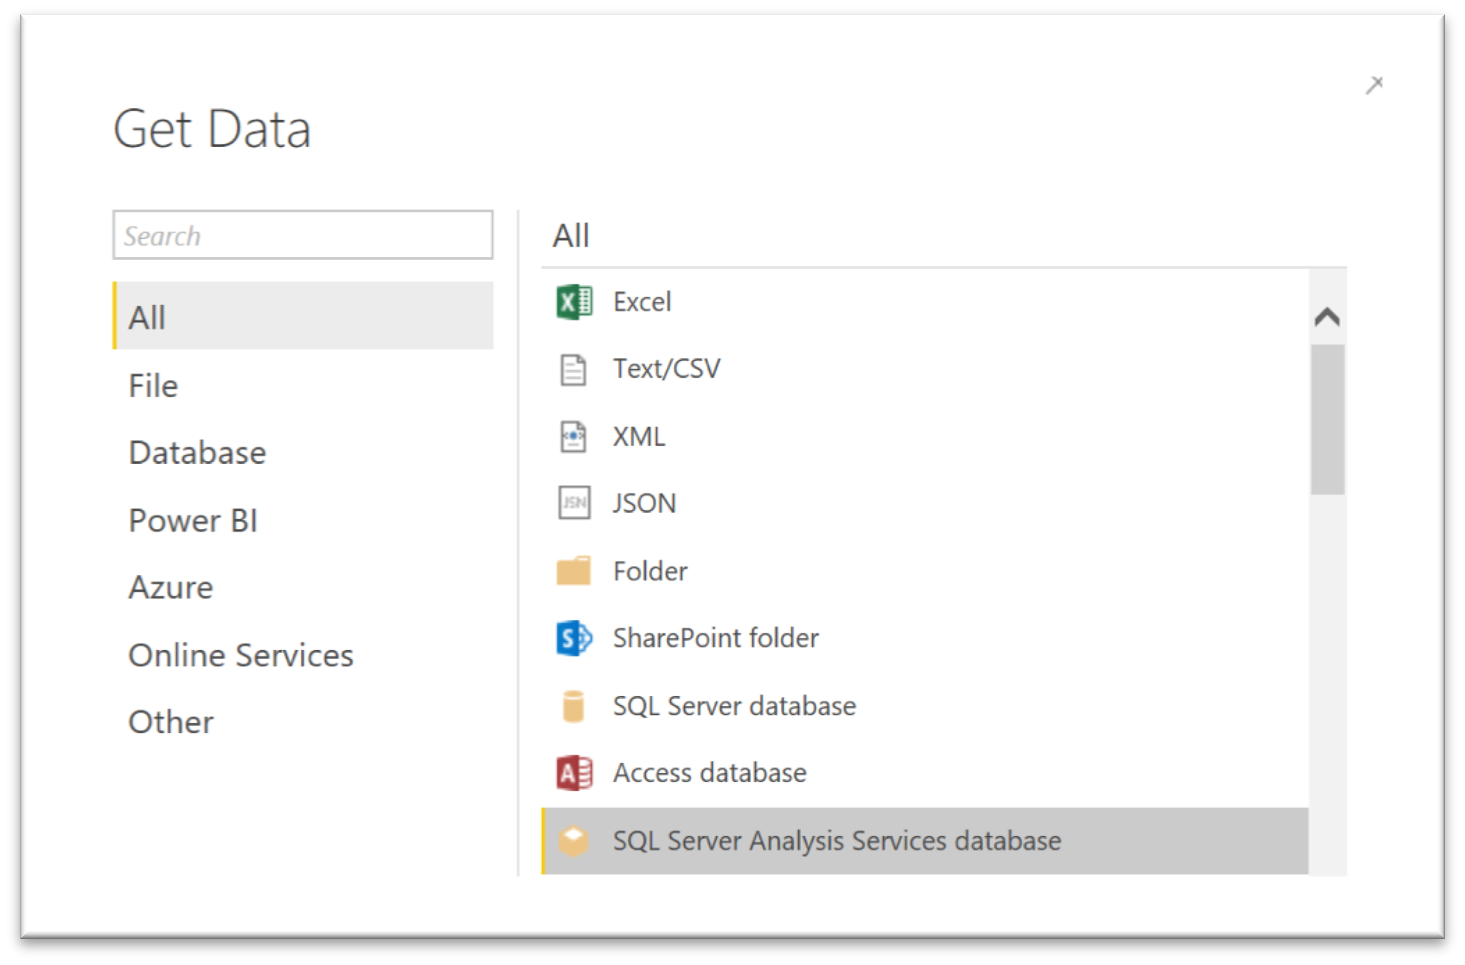 Get Data
Search
All
File
Database
Power BI
Azure
Online Services
Other
All
Excel
Text/CSV
XML
JSN
JSON
Folder
SharePoint folder
SQL Server database
Access database
SQL Server Analysis Services database